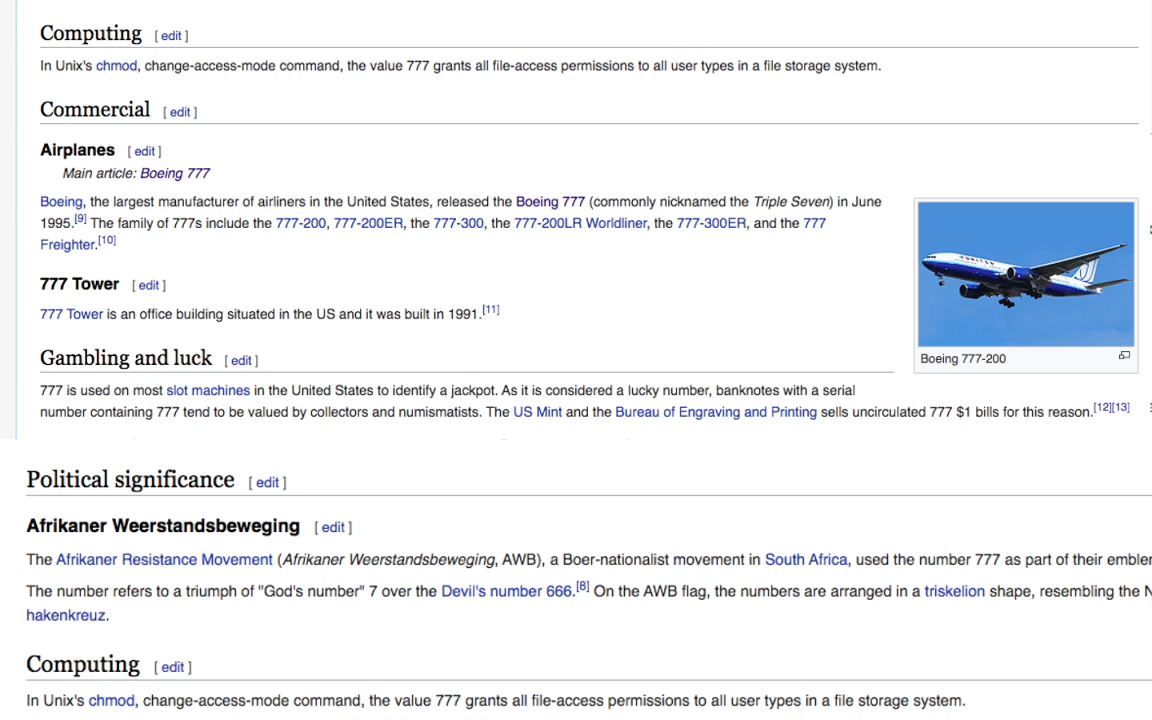 Computing [ edit ]
In Unix's chmod, change-access-mode command, the value 777 grants all file-access permissions to all user types in a file storage system.
Commercial [ edit ]
Airplanes [ edit ]
Main article: Boeing 777
Boeing, the largest manufacturer of airliners in the United States, released the Boeing 777 (commonly nicknamed the Triple Seven) in June
1995.[9] The family of 777s include the 777-200, 777-200ER, the 777-300, the 777-200LR Worldliner, the 777-300ER, and the 777
Freighter.[10]
777 Tower [ edit ]
777 Tower is an office building situated in the US and it was built in 1991.[11]
UNITED
Boeing 777-200
Gambling and luck [ edit ]
777 is used on most slot machines in the United States to identify a jackpot. As it is considered a lucky number, banknotes with a serial
number containing 777 tend to be valued by collectors and numismatists. The US Mint and the Bureau of Engraving and Printing sells uncirculated 777 $1 bills for this reason.[12][13]
Political significance [ edit ]
Afrikaner Weerstandsbeweging [ edit ]
The Afrikaner Resistance Movement (Afrikaner Weerstandsbeweging, AWB), a Boer-nationalist movement in South Africa, used the number 777 as part of their embler
The number refers to a triumph of "God's number" 7 over the Devil's number 666.[8] On the AWB flag, the numbers are arranged in a triskelion shape, resembling the N
hakenkreuz.
Computing [ edit ]
In Unix's chmod, change-access-mode command, the value 777 grants all file-access permissions to all user types in a file storage system.